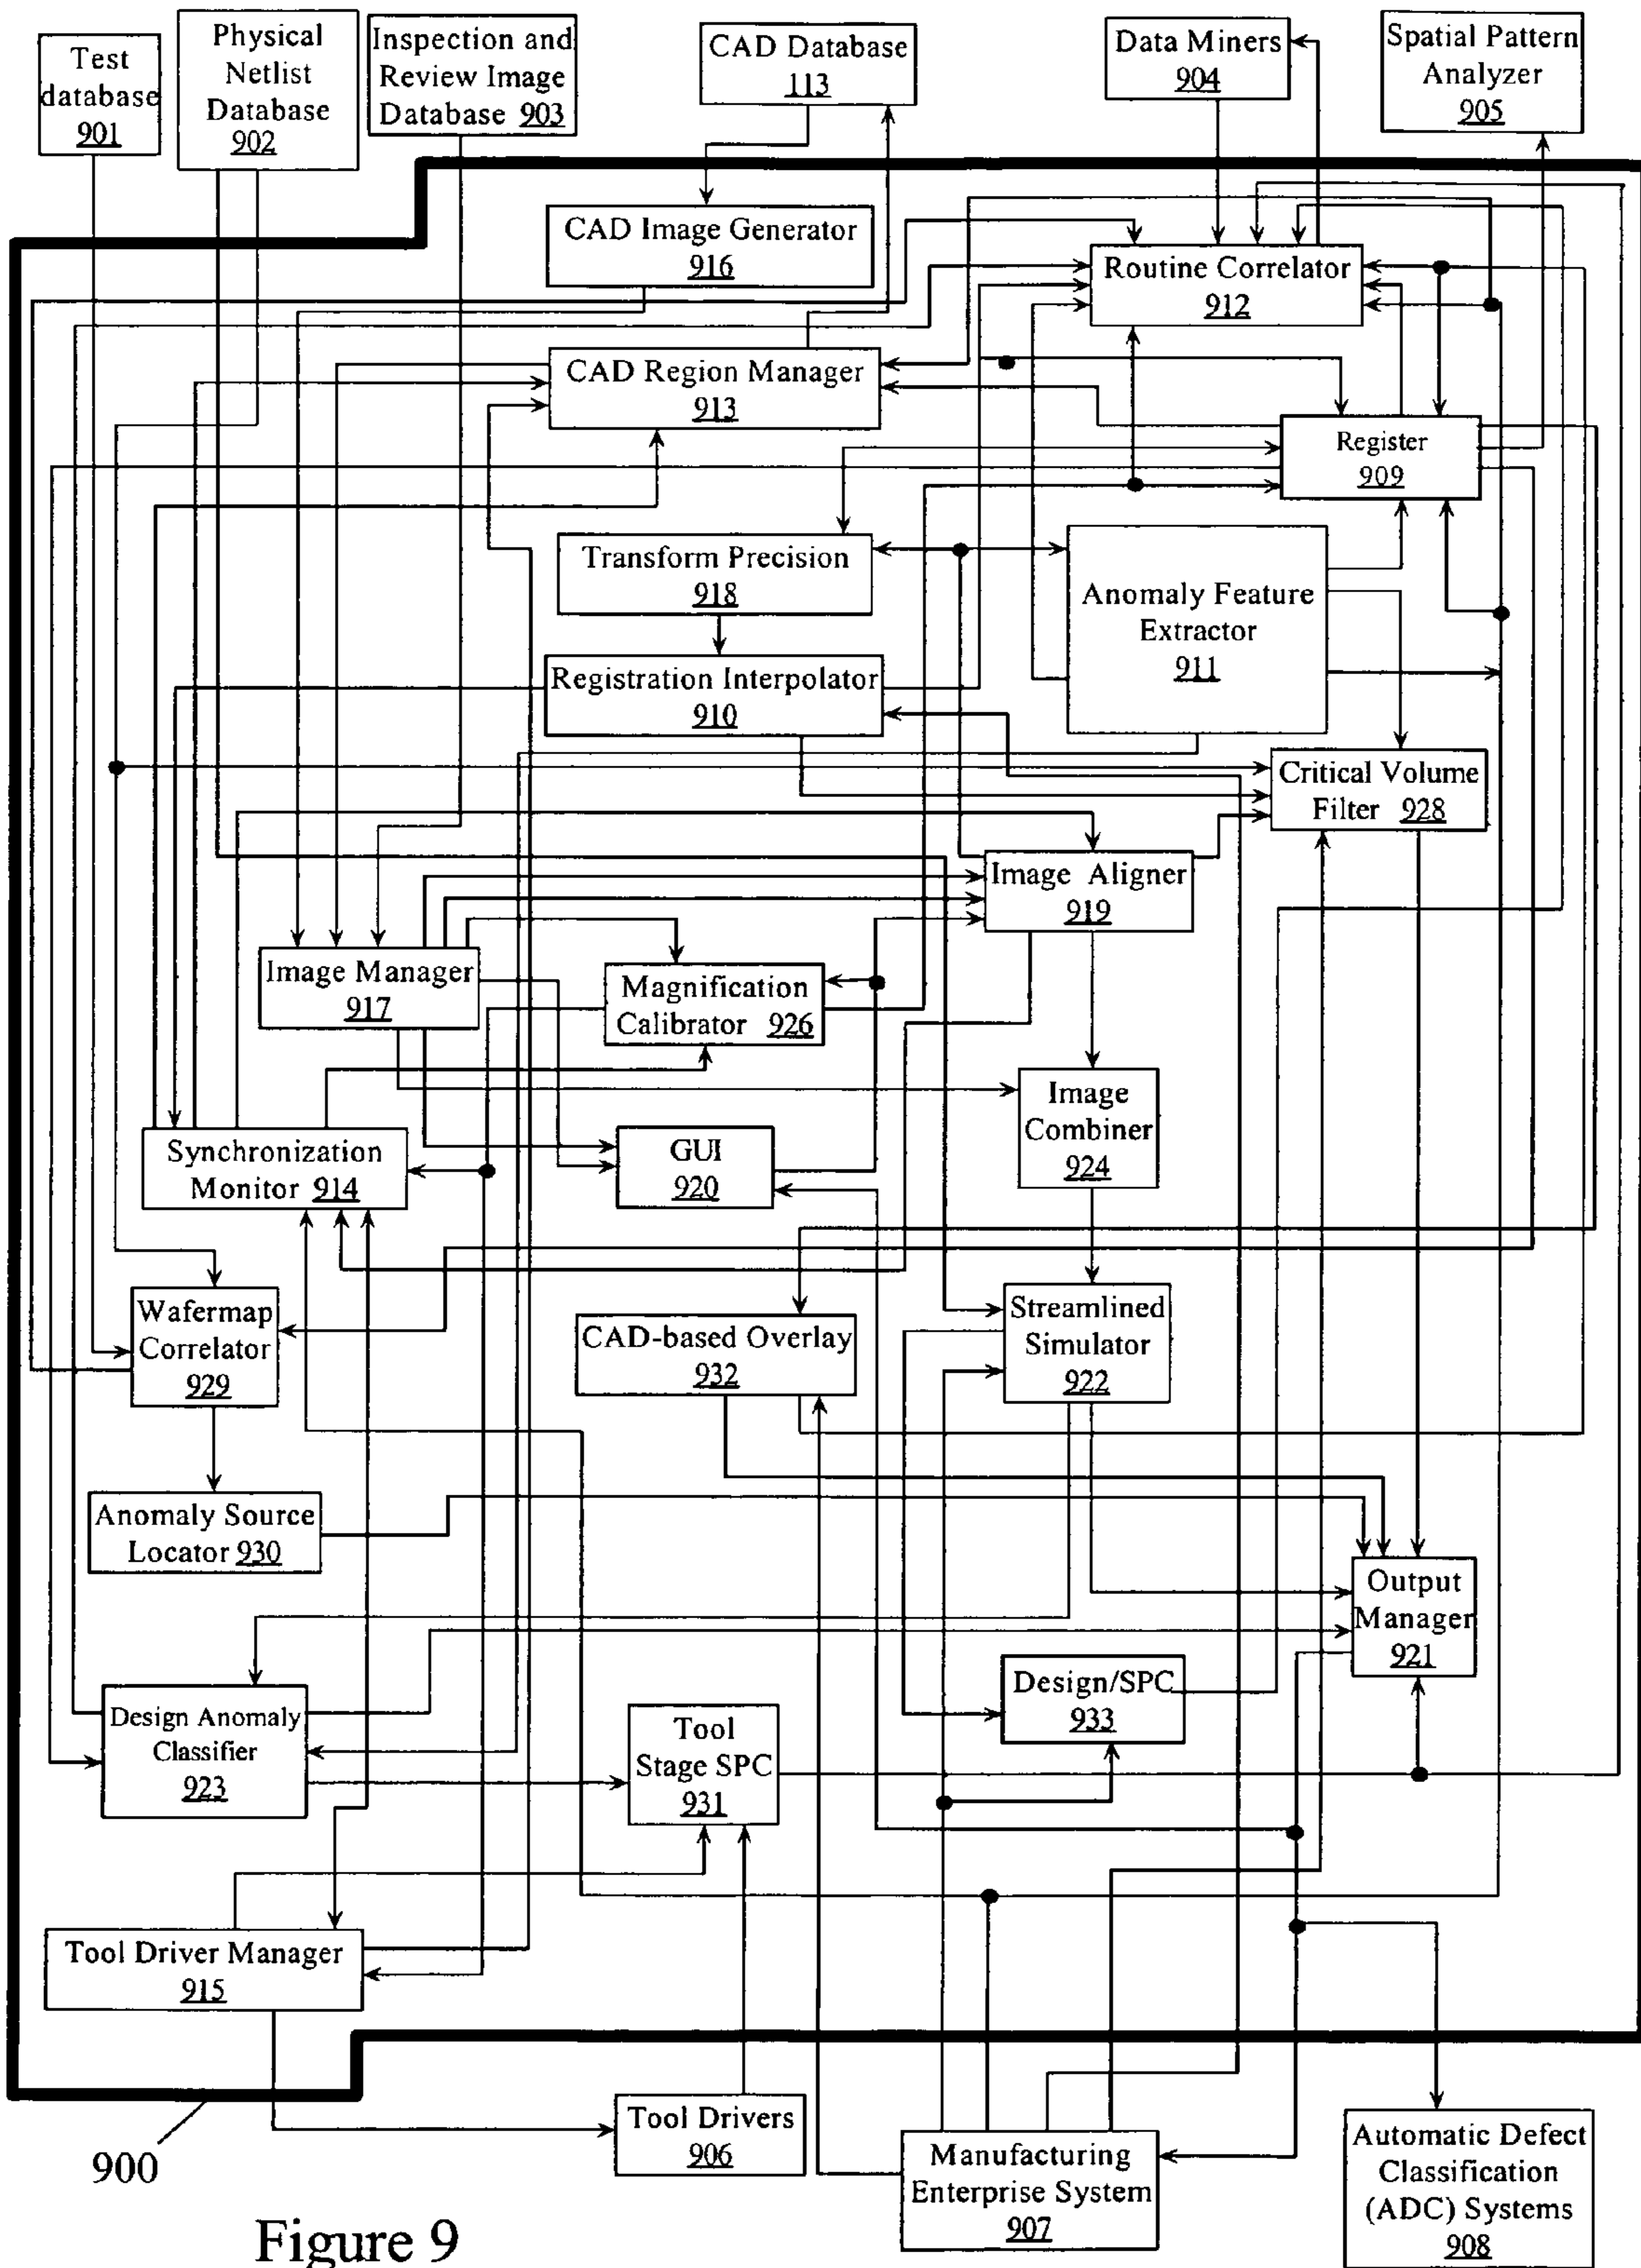 Test
database
901
Physical
Netlist
Database
902
Inspection and
Review Image
Database 903
CAD Database
113
Data Miners
904
Spatial Pattern
Analyzer
905
CAD Image Generator
916
Routine Correlator
912
CAD Region Manager
913
Register
909
Transform Precision
918
Anomaly Feature
Extractor
911
Registration Interpolator
910
Critical Volume
Filter 928
Image Aligner
919
Image Manager
917
Magnification
Calibrator 926
Image
Combiner
924
Synchronization
Monitor 914
GUI
920
Wafermap
Correlator
929
CAD-based Overlay
932
Streamlined
Simulator
922
Anomaly Source
Locator 930
Output
Manager
921
Design Anomaly
Classifier
923
Tool
Stage SPC
931
Design/SPC
933
Tool Driver Manager
915
900
Tool Drivers
906
Manufacturing
Enterprise System
907
Automatic Defect
Classification
(ADC) Systems
908
Figure 9